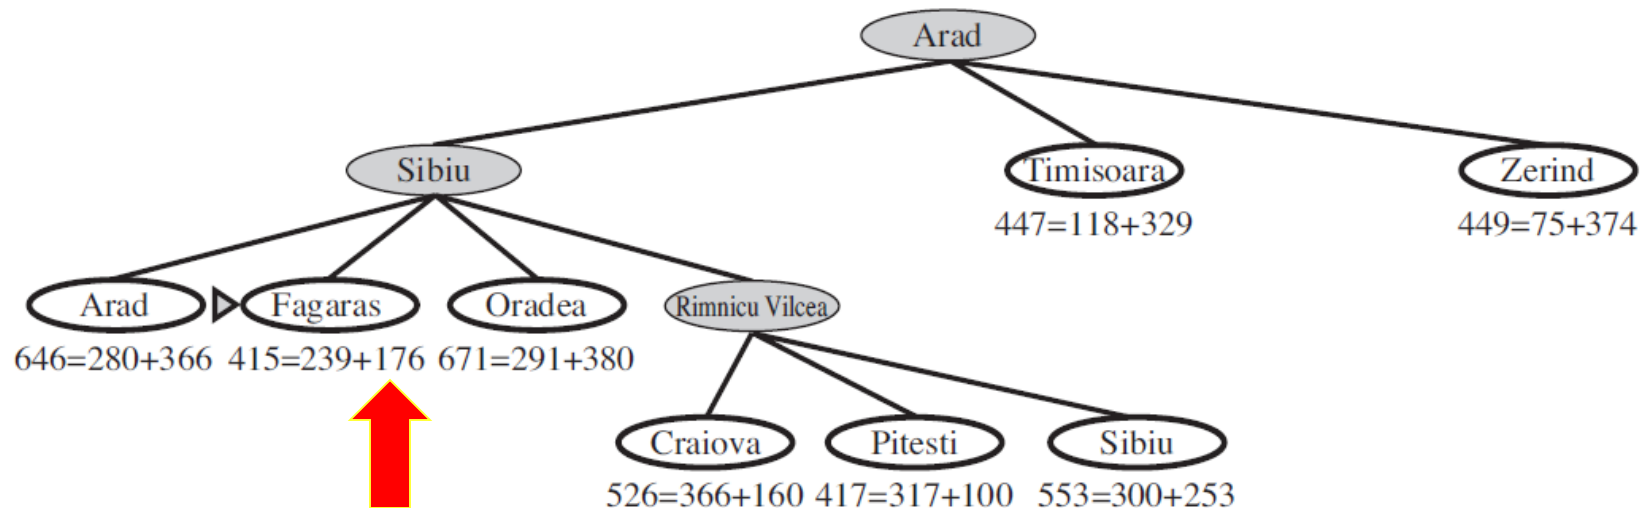 Arad
Sibiu
Timisoara
Zerind
447=118+329
449=75+374
Arad
Fagaras
Oradea
Rimnicu Vilcea
646=280+366
415=239+176
671=291+380
Craiova
Pitesti
Sibiu
526=366+160
417=317+100
553=300+253